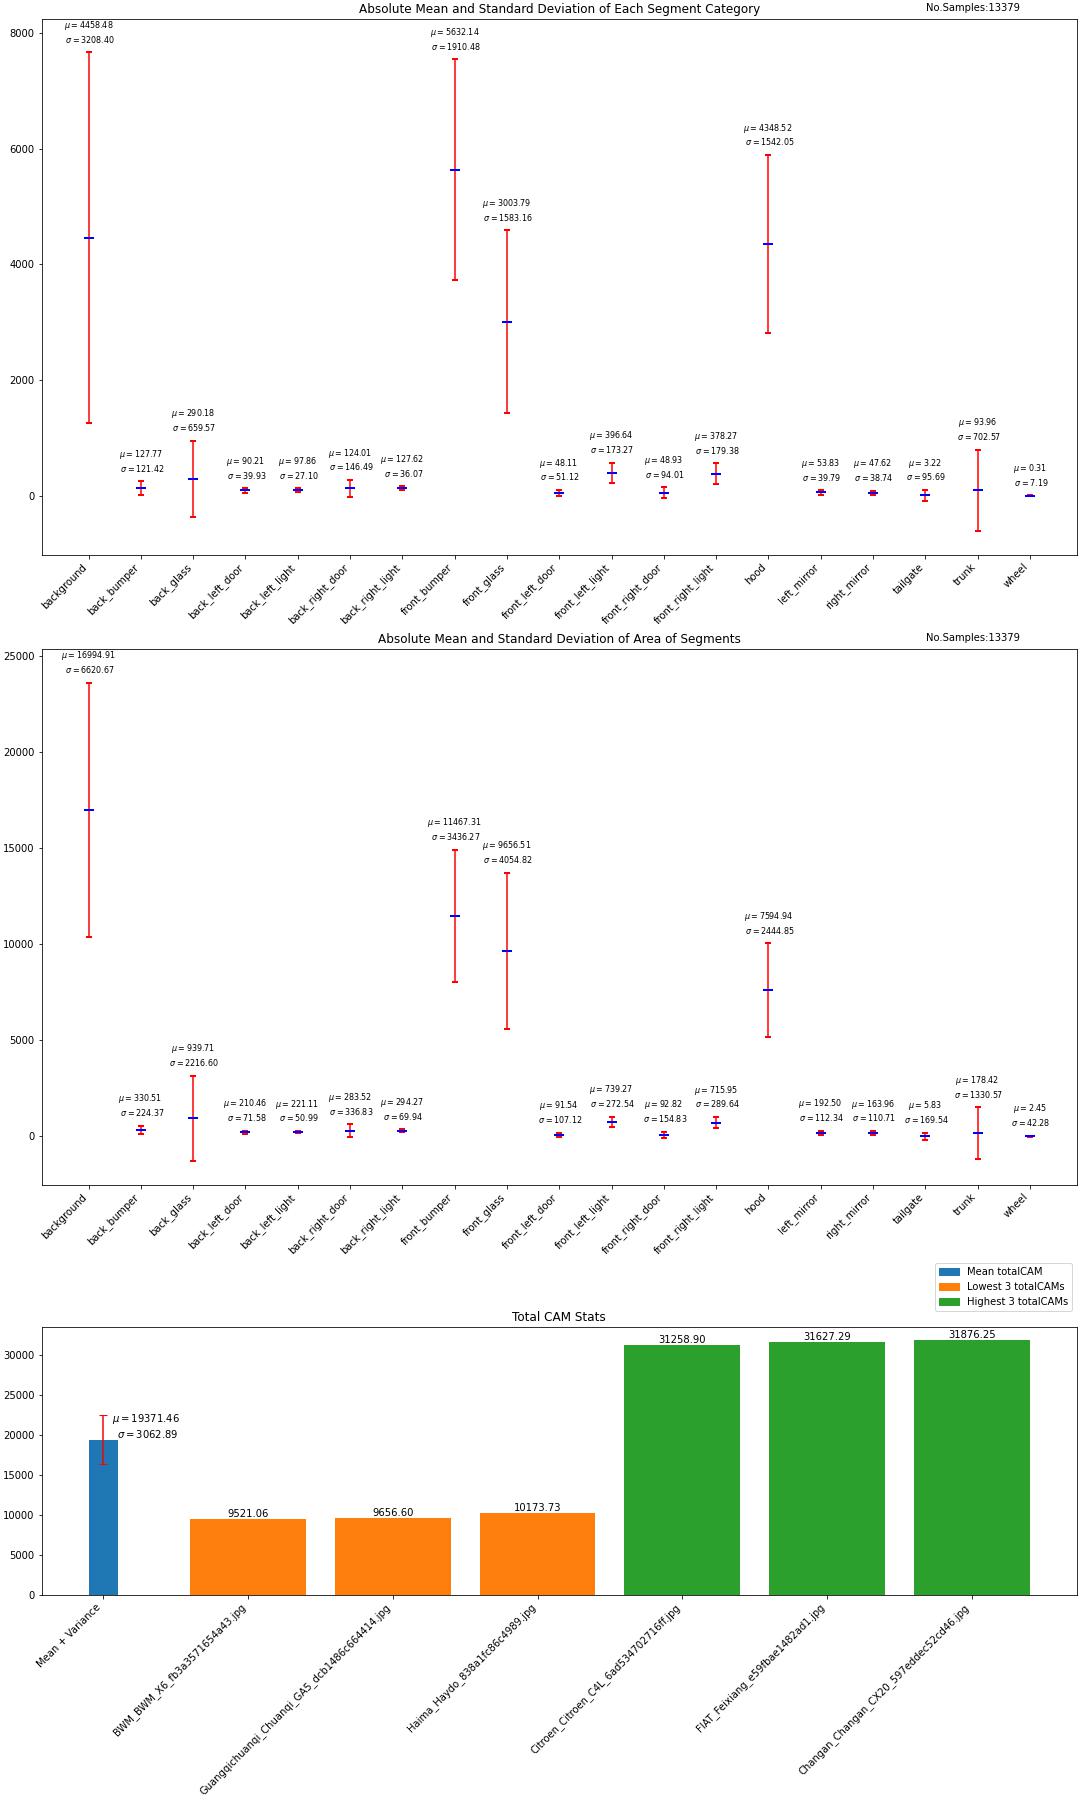 Absolute Mean and Standard Deviation of Each Segment Category
No.Samples:13379
μ = 4458.48
σ = 3208.40
μ = 127.77
σ = 121.42
μ = 290.18
σ = 659.57
μ = 90.21
σ = 39.93
μ = 97.86
σ = 27.10
μ = 124.01
σ = 146.49
μ = 127.62
σ = 36.07
μ = 5632.14
σ = 1910.48
μ = 3003.79
σ = 1583.16
μ = 48.11
σ = 51.12
μ = 396.64
σ = 173.27
μ = 48.93
σ = 94.01
μ = 378.27
σ = 179.38
μ = 4348.52
σ = 1542.05
μ = 53.83
σ = 39.79
μ = 47.62
σ = 38.74
μ = 3.22
σ = 95.69
μ = 93.96
σ = 702.57
μ = 0.31
σ = 7.19
8000
6000
4000
2000
0
background
back_bumper
back_glass
back_left_door
back_left_light
back_right_door
back_right_light
front_bumper
front_glass
front_left_door
front_left_light
front_right_door
front_right_light
hood
left_mirror
right_mirror
tailgate
trunk
wheel
Absolute Mean and Standard Deviation of Area of Segments
No.Samples:13379
μ = 16994.91
σ = 6620.67
μ = 330.51
σ = 224.37
μ = 939.71
σ = 2216.60
μ = 210.46
σ = 71.58
μ = 221.11
σ = 50.99
μ = 283.52
σ = 336.83
μ = 294.27
σ = 69.94
μ = 11467.31
σ = 3436.27
μ = 9656.51
σ = 4054.82
μ = 91.54
σ = 107.12
μ = 739.27
σ = 272.54
μ = 92.82
σ = 154.83
μ = 715.95
σ = 289.64
μ = 7594.94
σ = 2444.85
μ = 192.50
σ = 112.34
μ = 163.96
σ = 110.71
μ = 5.83
σ = 169.54
μ = 178.42
σ = 1330.57
μ = 2.45
σ = 42.28
25000
20000
15000
10000
5000
0
background
back_bumper
back_glass
back_left_door
back_left_light
back_right_door
back_right_light
front_bumper
front_glass
front_left_door
front_left_light
front_right_door
front_right_light
hood
left_mirror
right_mirror
tailgate
trunk
wheel
Mean totalCAM
Lowest 3 totalCAMs
Highest 3 totalCAMs
Total CAM Stats
30000
25000
20000
15000
10000
5000
0
μ = 19371.46
σ = 3062.89
9521.06
9656.60
10173.73
31258.90
31627.29
31876.25
Mean + Variance
BWM_BWM_X6_fb3a3571654a43.jpg
Guangqichuanqi_Chuanqi_GA5_dcb1486c664414.jpg
Haima_Haydo_838a1fc86c4989.jpg
Citroen_Citroen_C4L_6ad534702716ff.jpg
FIAT_Feixiang_e59fbae1482ad1.jpg
Changan_Changan_CX20_597eddec52cd46.jpg